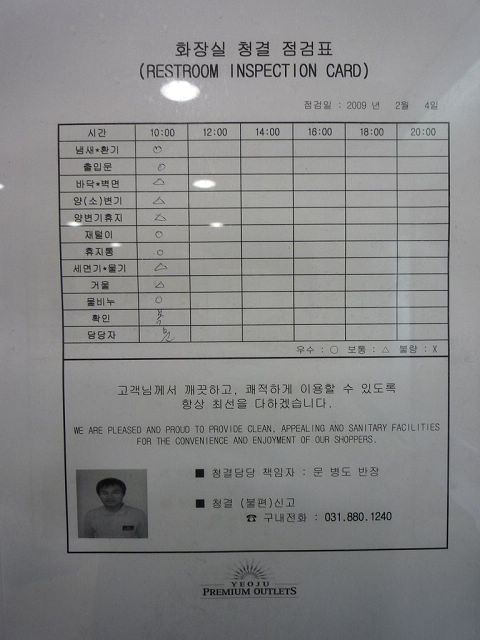 화장실 청결 점검표
(RESTROOM INSPECTION CARD)
점검일 : 2009 년 2월 4일
시간 10:00 12:00 14:00 16:00 18:00 20:00
냄새*환기 ○
출입문 ○
바닥*벽면 △
양(소)변기 △
양변기휴지 △
재털이 ○
휴지통 ○
세면기*물기 △
거울 △
물비누 ○
확인
담당자
우수 : ○ 보통 : △ 불량 : X
고객님께서 깨끗하고, 쾌적하게 이용할 수 있도록
항상 최선을 다하겠습니다.
WE ARE PLEASED AND PROUD TO PROVIDE CLEAN, APPEALING AND SANITARY FACILITIES
FOR THE CONVENIENCE AND ENJOYMENT OF OUR SHOPPERS.
■ 청결담당 책임자 : 문 병도 반장
■ 청결 (불편)신고
☎ 구내전화 : 031.880.1240
YEOJU
PREMIUM OUTLETS